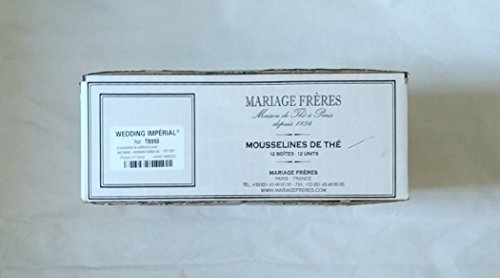 WEDDING IMPÉRIAL®
Ref. TB950
MARIAGE FRÈRES
Maison de Thé à Paris
depuis 1854
MOUSSELINES DE THÉ
12 BOÎTES - 12 UNITS
MARIAGE FRÈRES
PARIS - FRANCE
WWW.MARIAGEFRERES.COM